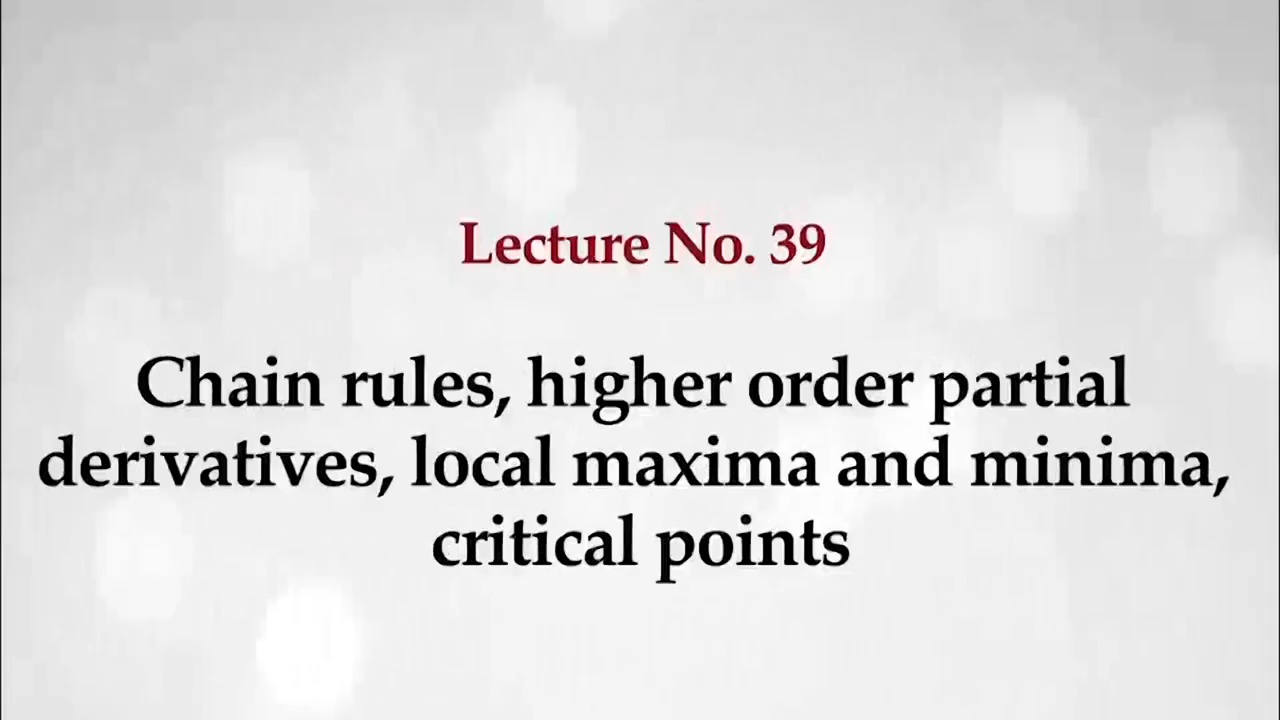 Lecture No. 39
Chain rules, higher order partial
derivatives, local maxima and minima,
critical points